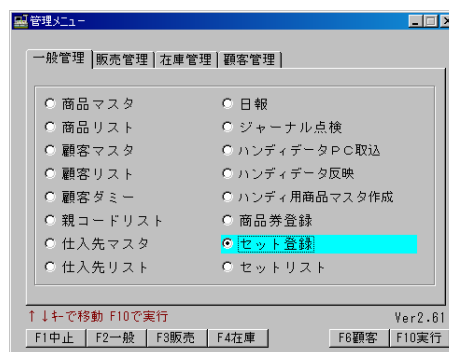 管理メニュー
一般管理 販売管理 在庫管理 顧客管理
商品マスタ
商品リスト
顧客マスタ
顧客リスト
顧客ダミー
親コードリスト
仕入先マスタ
仕入先リスト
日報
ジャーナル点検
ハンディデータPC取込
ハンディデータ反映
ハンディ用商品マスタ作成
商品券登録
セット登録
セットリスト
↑↓キーで移動 F10で実行 Ver2.61
F1中止 F2一般 F3販売 F4在庫 F6顧客 F10実行